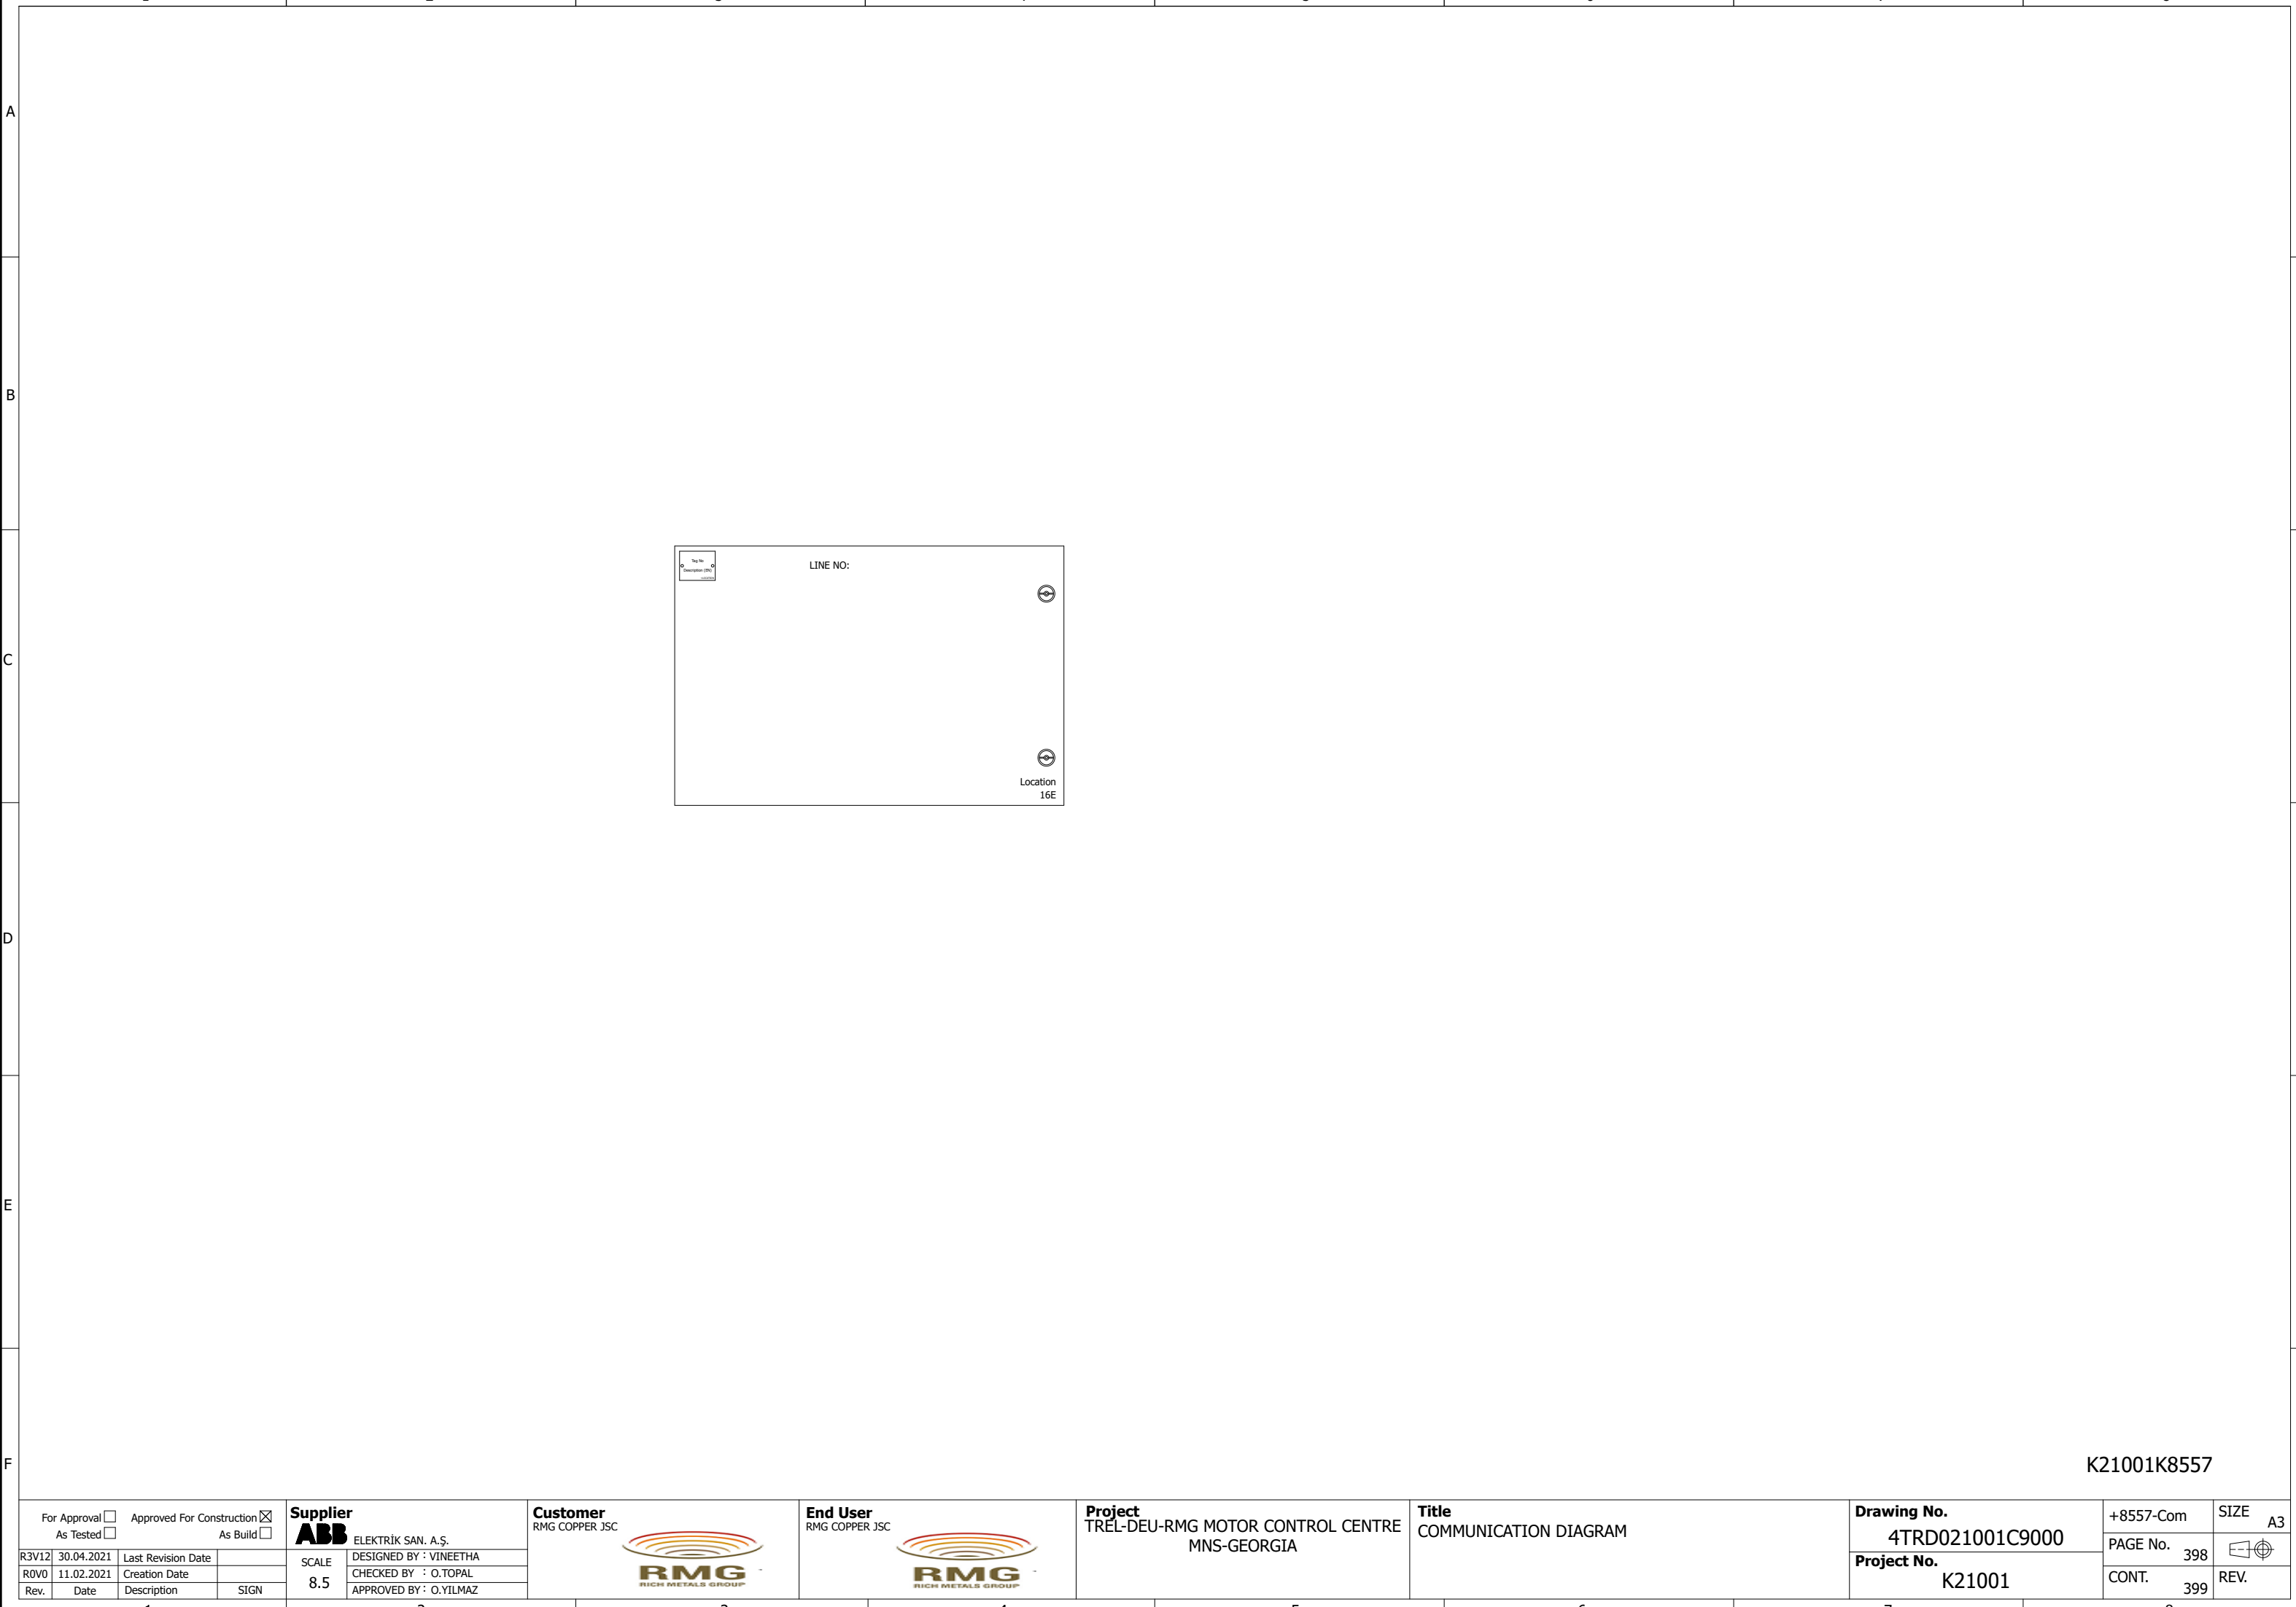 A
B
C
D
E
F
Tag No
Description (EN)
LINE NO:
Location
16E
K21001K8557
For Approval Approved For Construction
As Tested As Build
R3V12 30.04.2021 Last Revision Date
R0V0 11.02.2021 Creation Date
Rev. Date Description SIGN
Supplier
ABB ELEKTRİK SAN. A.Ş.
SCALE
8.5
DESIGNED BY : VINEETHA
CHECKED BY : O.TOPAL
APPROVED BY : O.YILMAZ
Customer
RMG COPPER JSC
RMG
RICH METALS GROUP
End User
RMG COPPER JSC
RMG
RICH METALS GROUP
Project
TREL-DEU-RMG MOTOR CONTROL CENTRE
MNS-GEORGIA
Title
COMMUNICATION DIAGRAM
Drawing No.
4TRD021001C9000
Project No.
K21001
+8557-Com
PAGE No. 398
CONT. 399
SIZE A3
REV.